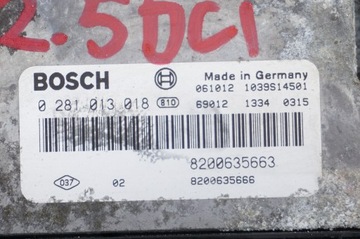 2.5DCI
BOSCH
Made in Germany
061012 1039S14501
0 281 013 018 B10
69012 1334 0315
8200635663
D37 02 8200635666